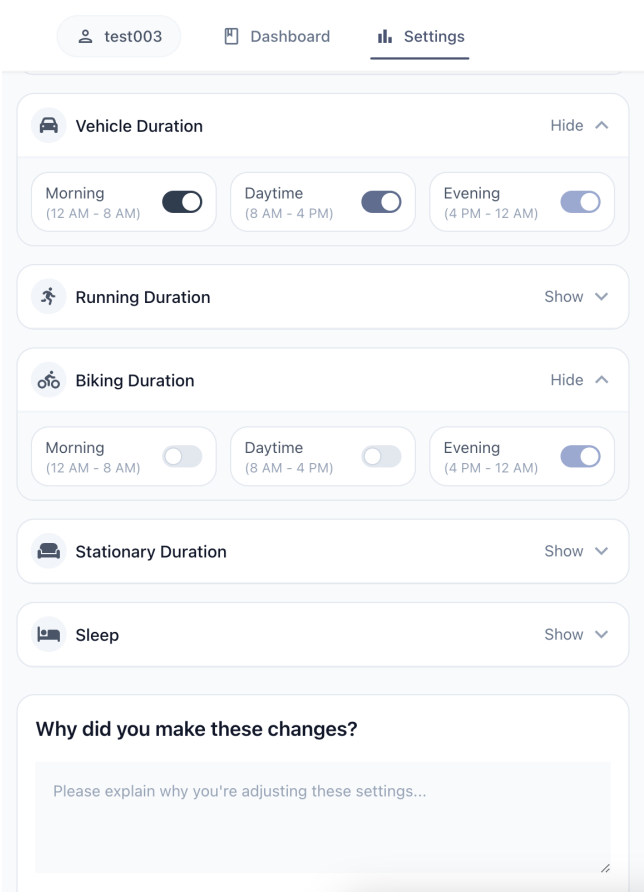 test003
Dashboard
Settings
Vehicle Duration
Hide
Morning
(12 AM - 8 AM)
Daytime
(8 AM - 4 PM)
Evening
(4 PM - 12 AM)
Running Duration
Show
Biking Duration
Hide
Morning
(12 AM - 8 AM)
Daytime
(8 AM - 4 PM)
Evening
(4 PM - 12 AM)
Stationary Duration
Show
Sleep
Show
Why did you make these changes?
Please explain why you're adjusting these settings...